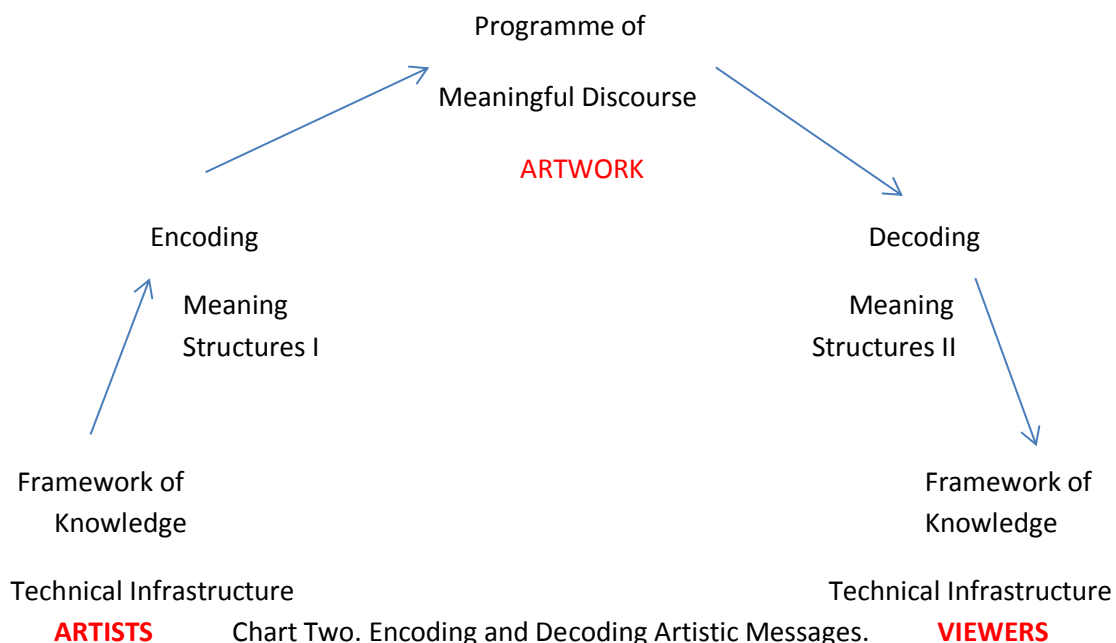 Programme of
Meaningful Discourse
ARTWORK
Encoding
Decoding
Meaning
Structures I
Meaning
Structures II
Framework of
Knowledge
Framework of
Knowledge
Technical Infrastructure
Technical Infrastructure
ARTISTS
Chart Two. Encoding and Decoding Artistic Messages.
VIEWERS